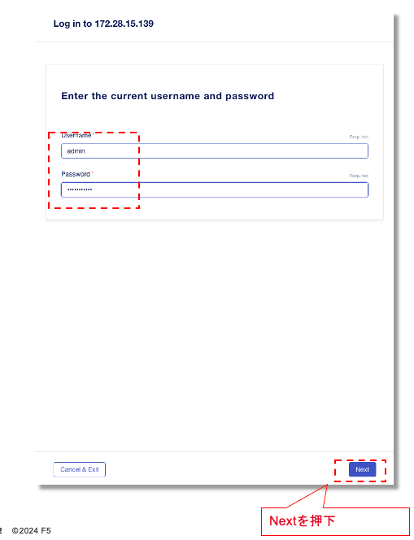 Log in to 172.28.15.139
Enter the current username and password
Username
Required
admin
Password *
Required
•••••••••••
Cancel & Exit
Next
Nextを押下
2 ©2024 F5